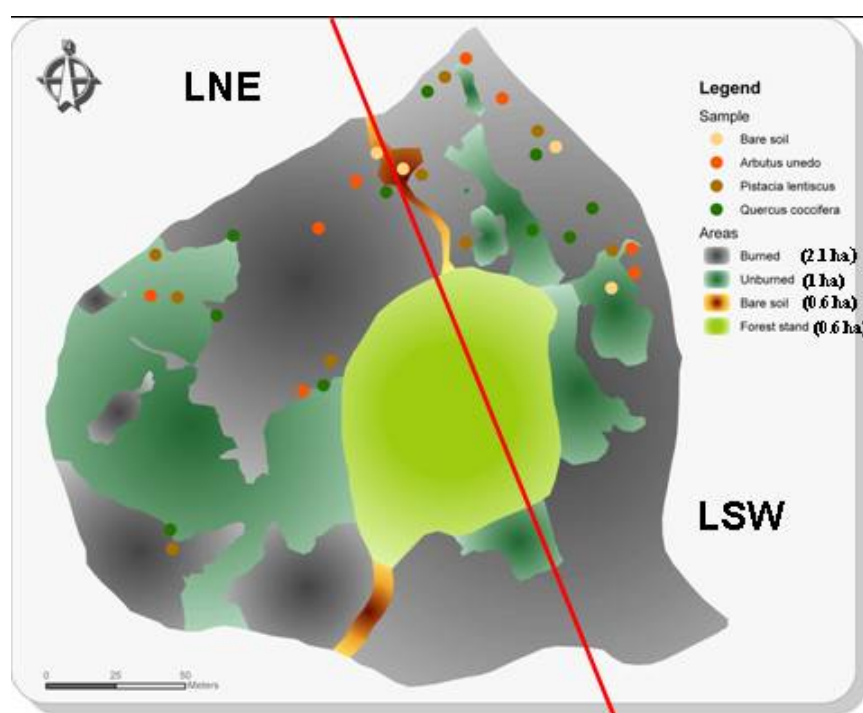 LNE
Legend
Sample
Bare soil
Arbutus unedo
Pistacia lentiscus
Quercus coccifera
Areas
Burned (2.1 ha)
Unburned (1 ha)
Bare soil (0.6 ha)
Forest stand (0.6 ha)
LSW
0 25 50
Meters